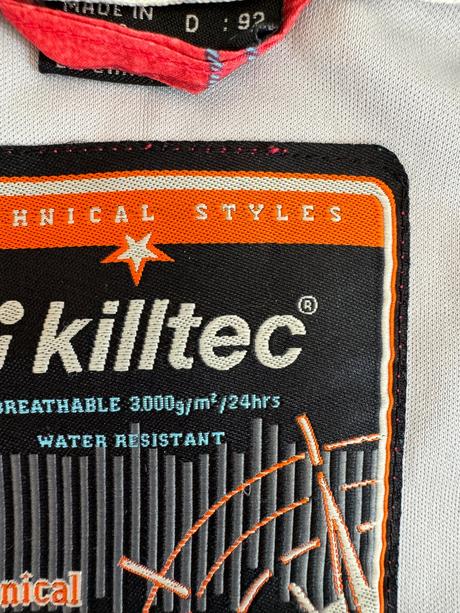 MADE IN D : 92
HNICAL STYLES
killtec®
BREATHABLE 3.000g/m²/24hrs
WATER RESISTANT
nical